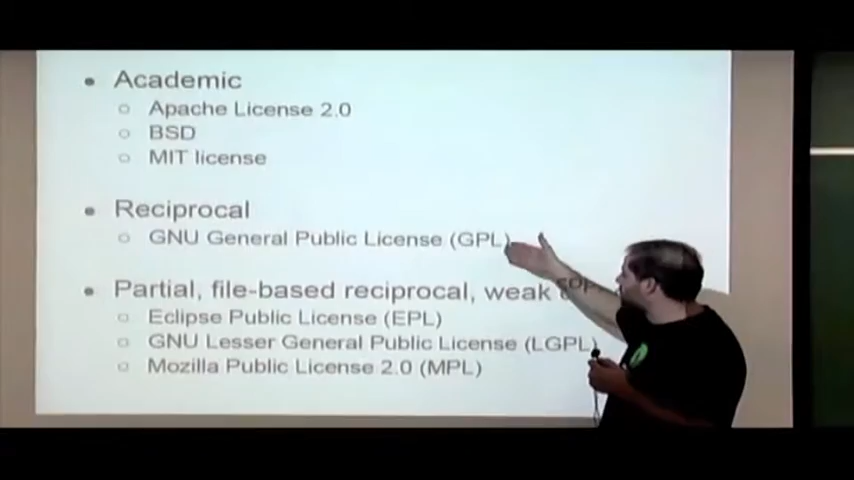 Academic
Apache License 2.0
BSD
MIT license
Reciprocal
GNU General Public License (GPL)
Partial, file-based reciprocal, weak
Eclipse Public License (EPL)
GNU Lesser General Public License (LGPL)
Mozilla Public License 2.0 (MPL)